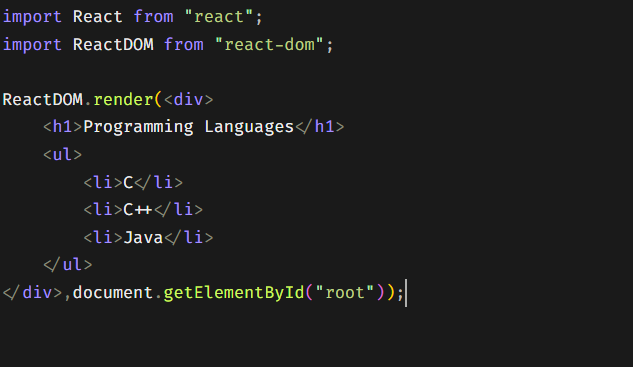 import React from "react";
import ReactDOM from "react-dom";
ReactDOM.render(<div>
<h1>Programming Languages</h1>
<ul>
<li>C</li>
<li>C++</li>
<li>Java</li>
</ul>
</div>,document.getElementById("root"));